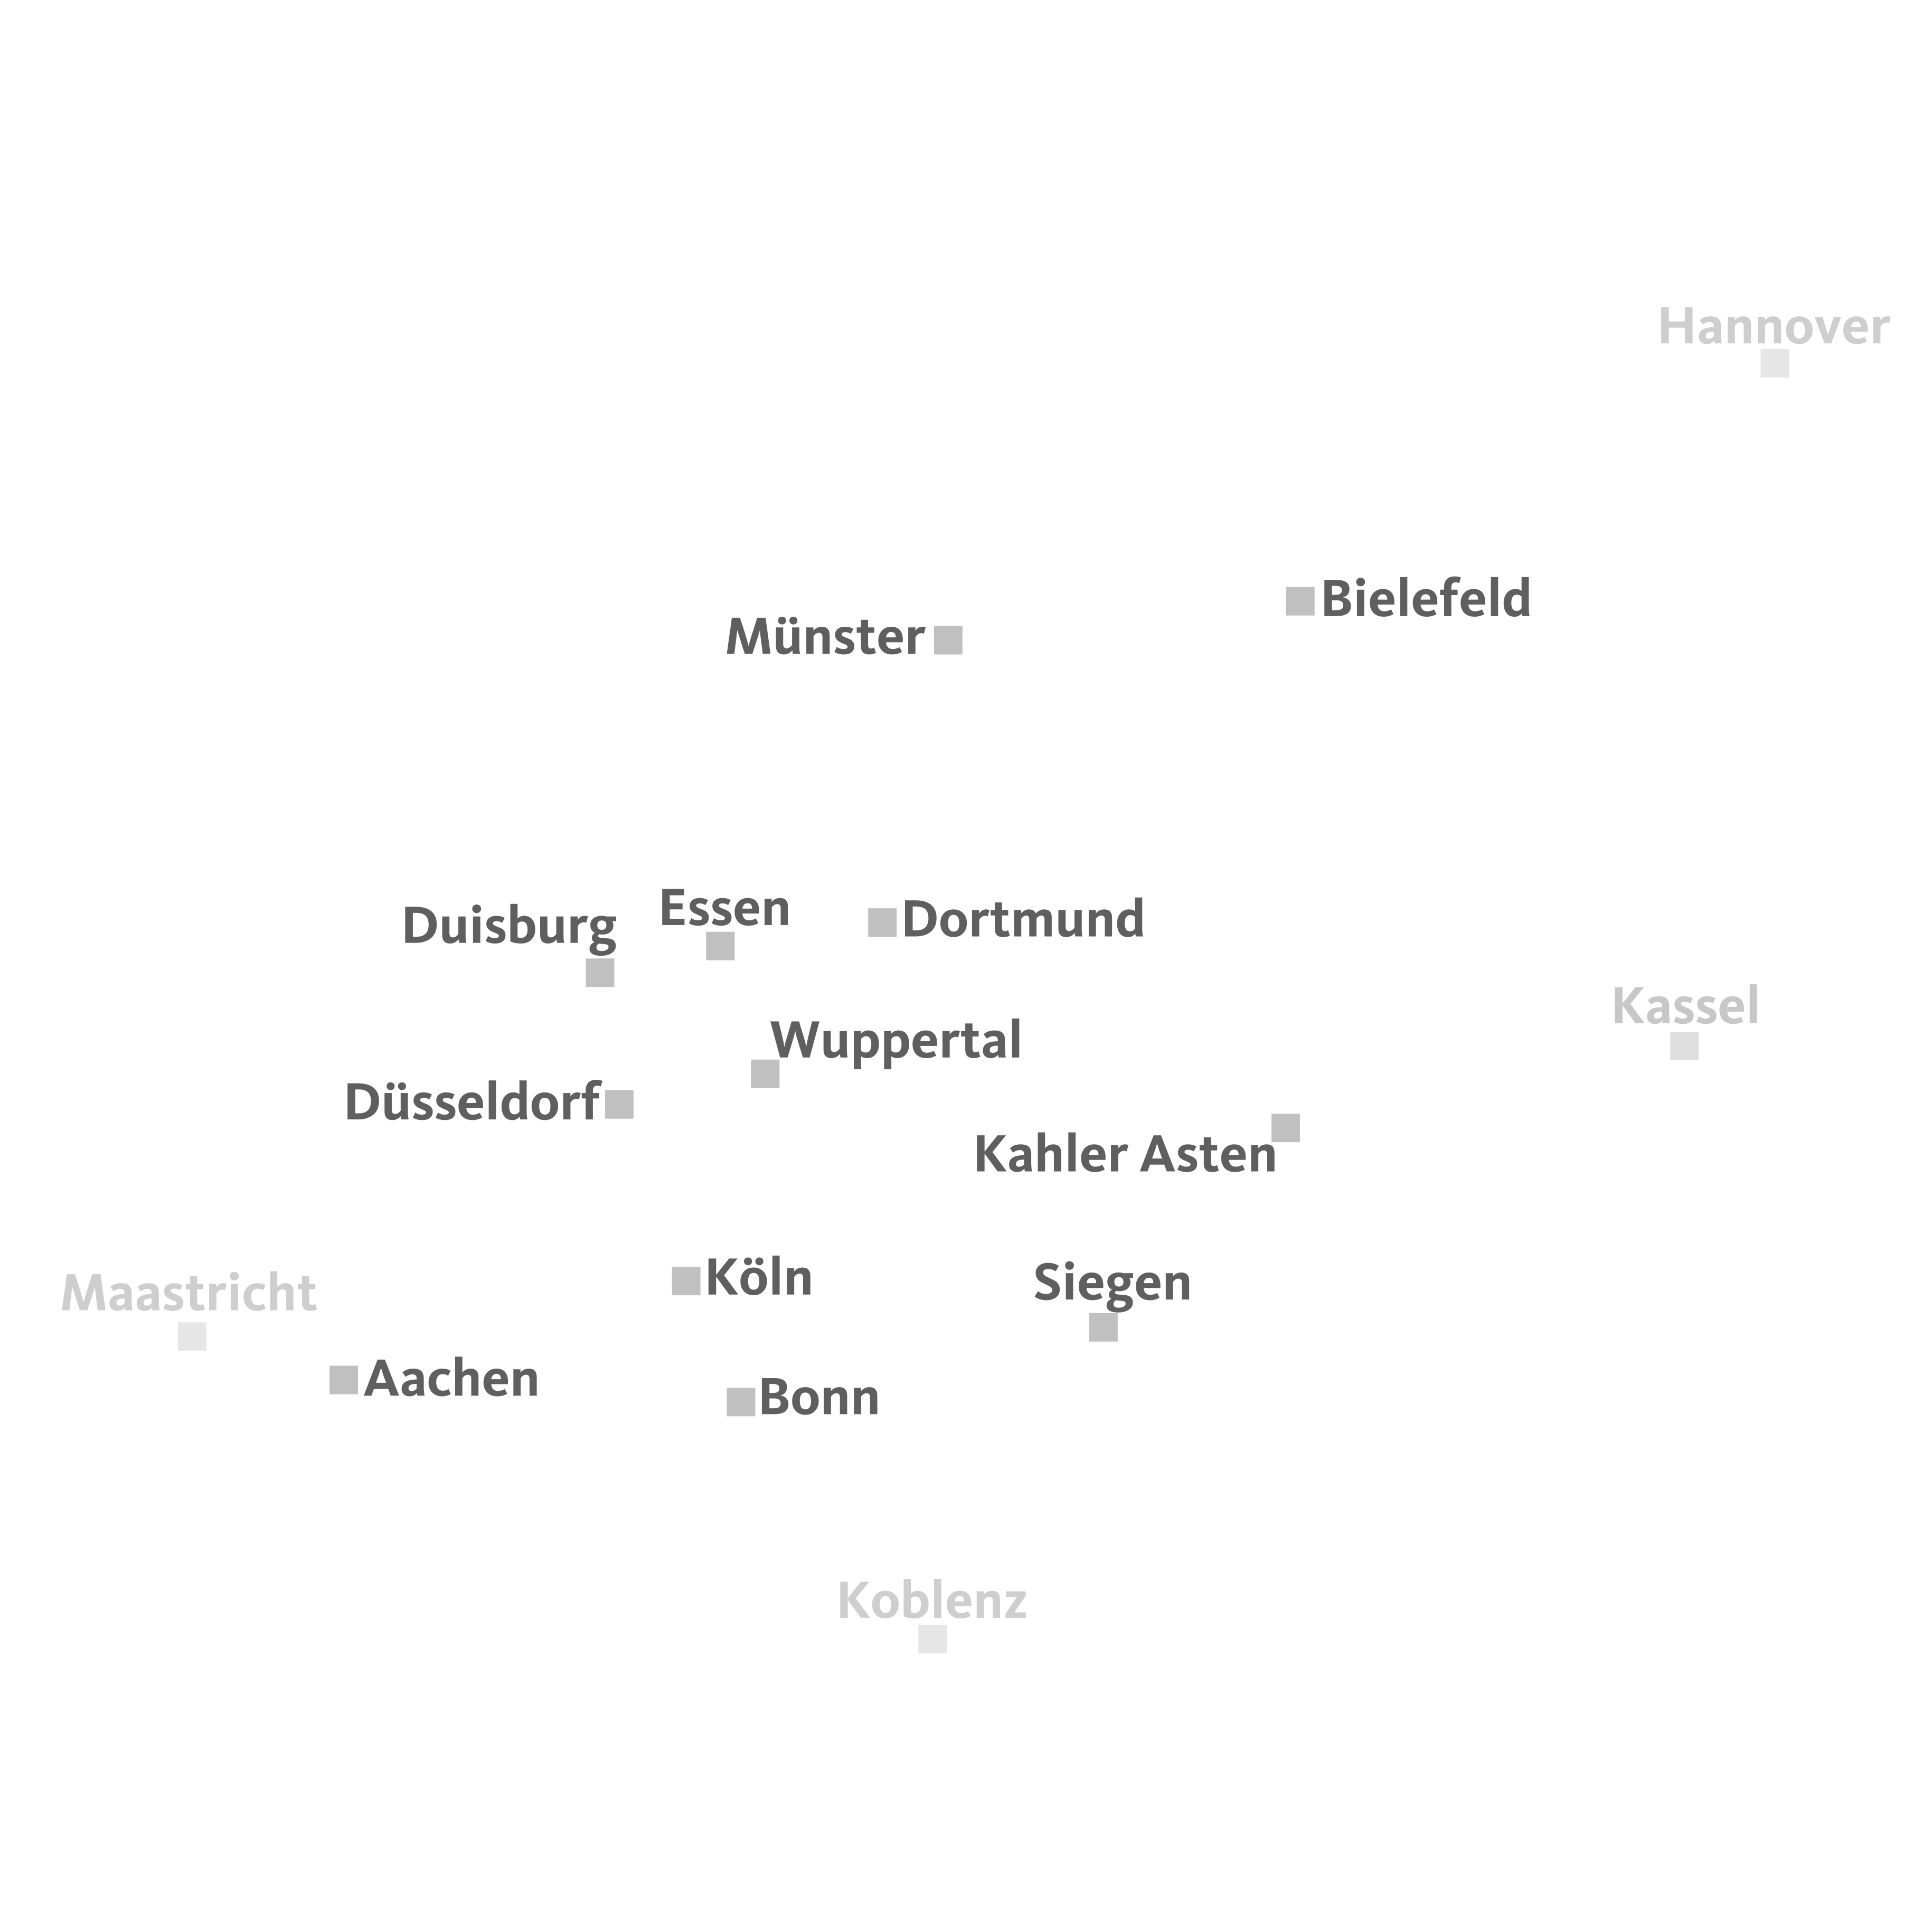 Hannover
Bielefeld
Münster
Essen
Dortmund
Duisburg
Kassel
Wuppertal
Düsseldorf
Kahler Asten
Köln
Siegen
Maastricht
Aachen
Bonn
Koblenz